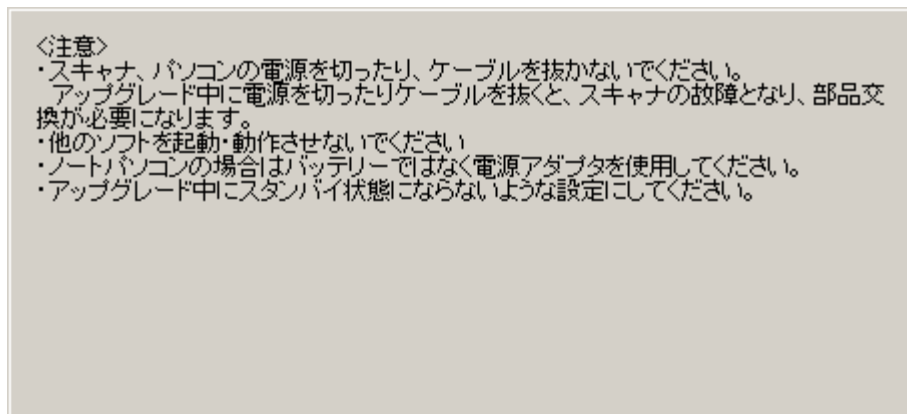 <注意>
・スキャナ、パソコンの電源を切ったり、ケーブルを抜かないでください。
アップグレード中に電源を切ったりケーブルを抜くと、スキャナの故障となり、部品交
換が必要になります。
・他のソフトを起動・動作させないでください
・ノートパソコンの場合はバッテリーではなく電源アダプタを使用してください。
・アップグレード中にスタンバイ状態にならないような設定にしてください。